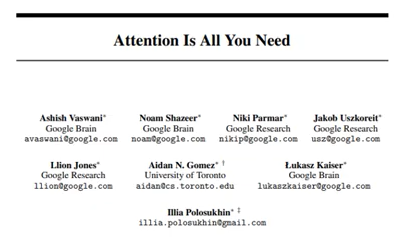 Attention Is All You Need
Ashish Vaswani* Noam Shazeer* Niki Parmar* Jakob Uszkoreit*
Google Brain Google Brain Google Research Google Research
avaswani@google.com noam@google.com nikip@google.com usz@google.com
Llion Jones* Aidan N. Gomez* † Łukasz Kaiser*
Google Research University of Toronto Google Brain
llion@google.com aidan@cs.toronto.edu lukaszkaiser@google.com
Illia Polosukhin* ‡
illia.polosukhin@gmail.com